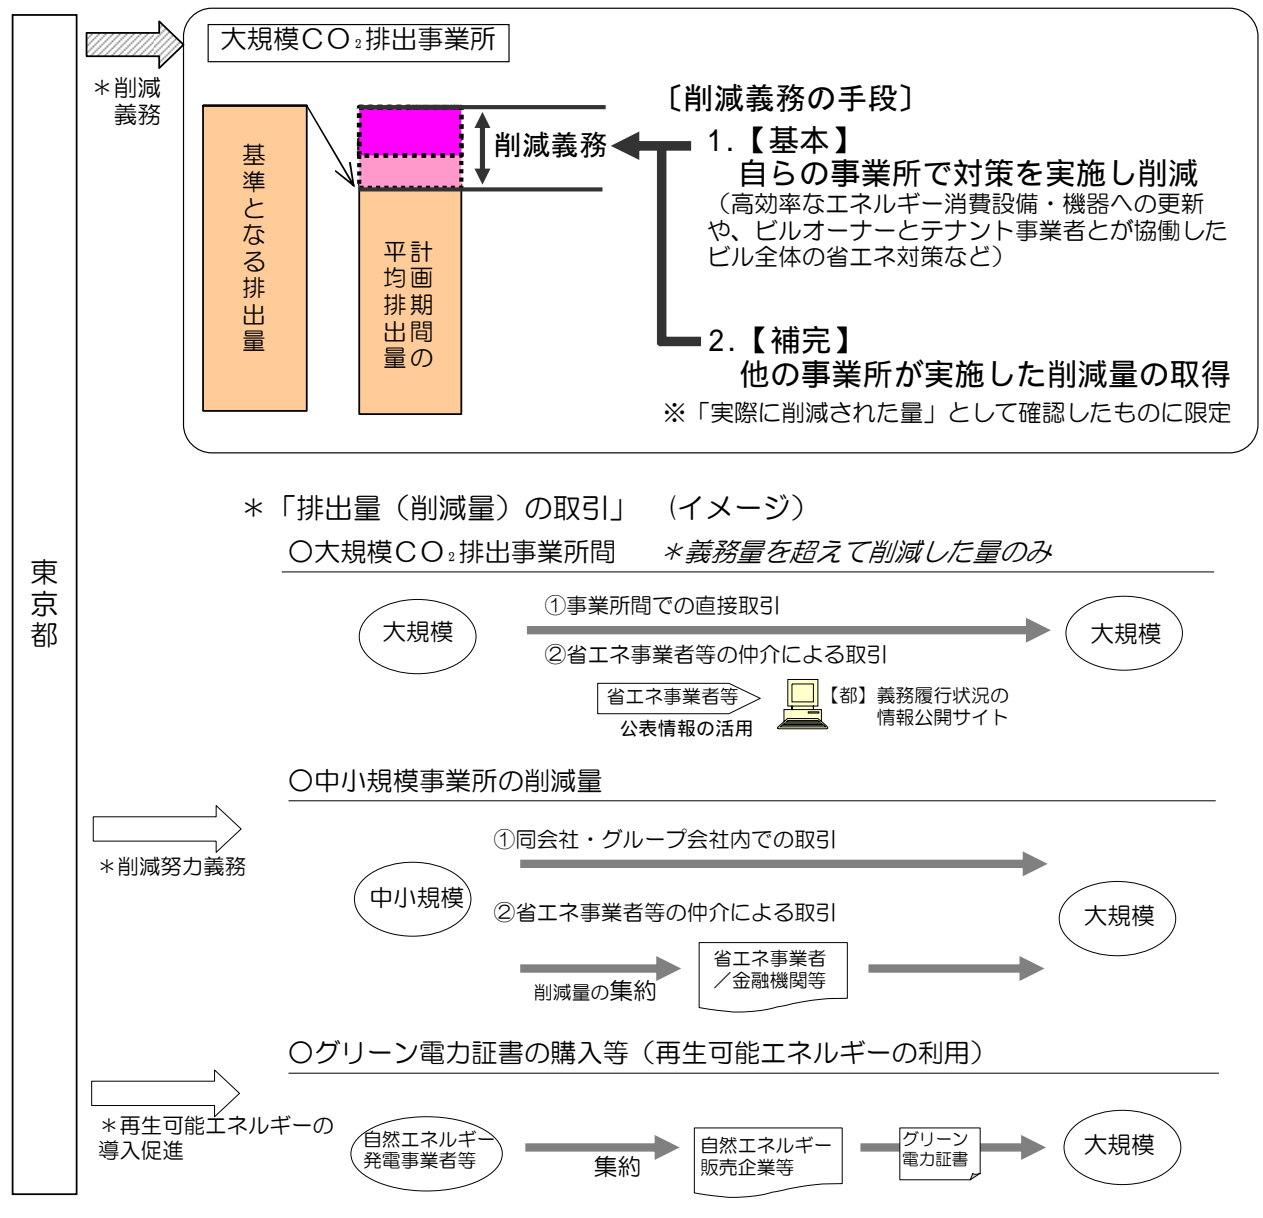 東京都
＊削減
義務
大規模ＣＯ₂排出事業所
基準となる排出量
計画期間の
平均排出量
削減義務
〔削減義務の手段〕
1.【基本】
自らの事業所で対策を実施し削減
（高効率なエネルギー消費設備・機器への更新
や、ビルオーナーとテナント事業者とが協働した
ビル全体の省エネ対策など）
2.【補完】
他の事業所が実施した削減量の取得
※「実際に削減された量」として確認したものに限定
＊「排出量（削減量）の取引」　（イメージ）
○大規模ＣＯ₂排出事業所間　＊義務量を超えて削減した量のみ
大規模
①事業所間での直接取引
②省エネ事業者等の仲介による取引
大規模
省エネ事業者等
公表情報の活用
【都】義務履行状況の
情報公開サイト
○中小規模事業所の削減量
＊削減努力義務
中小規模
①同会社・グループ会社内での取引
②省エネ事業者等の仲介による取引
削減量の集約
省エネ事業者
／金融機関等
大規模
○グリーン電力証書の購入等（再生可能エネルギーの利用）
＊再生可能エネルギーの
導入促進
自然エネルギー
発電事業者等
集約
自然エネルギー
販売企業等
グリーン
電力証書
大規模